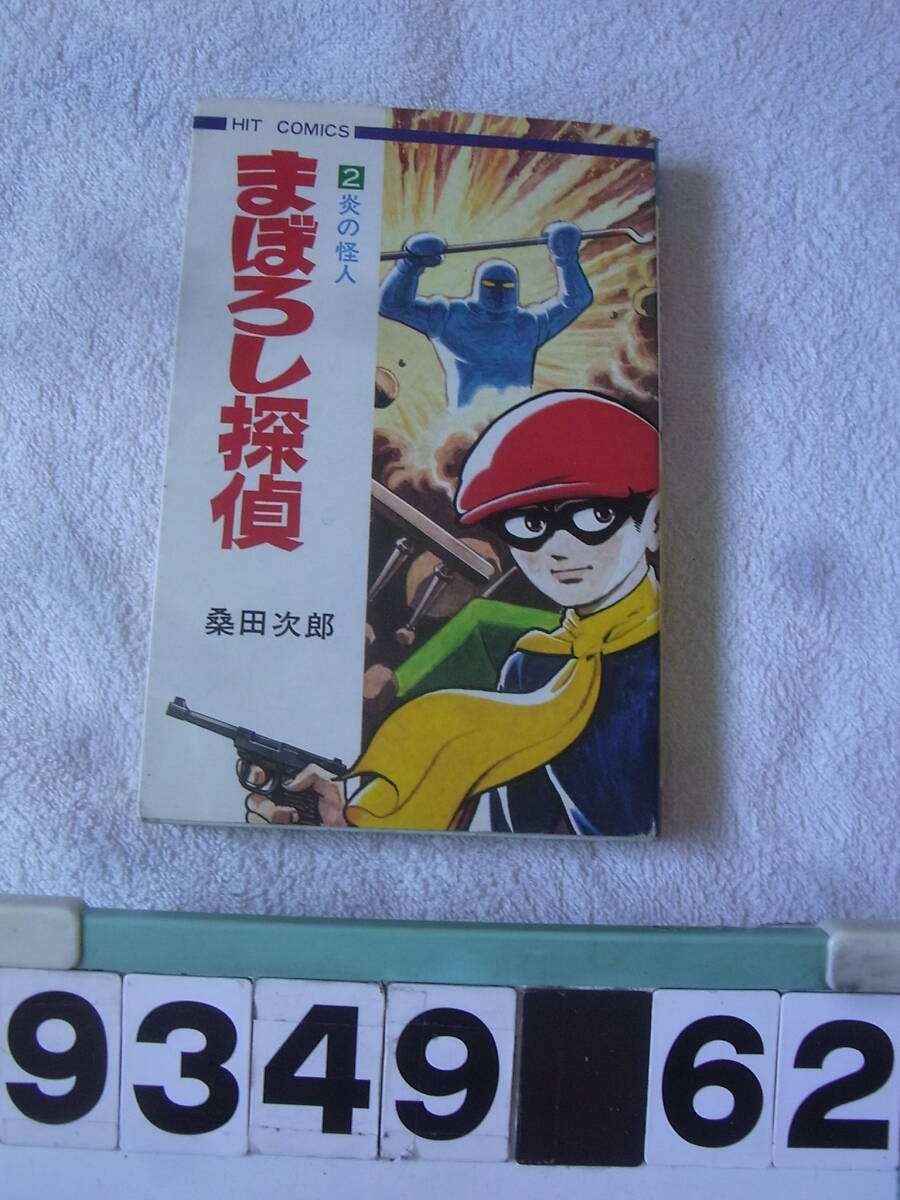 HIT COMICS
2 炎の怪人
まぼろし探偵
桑田次郎
9349 62